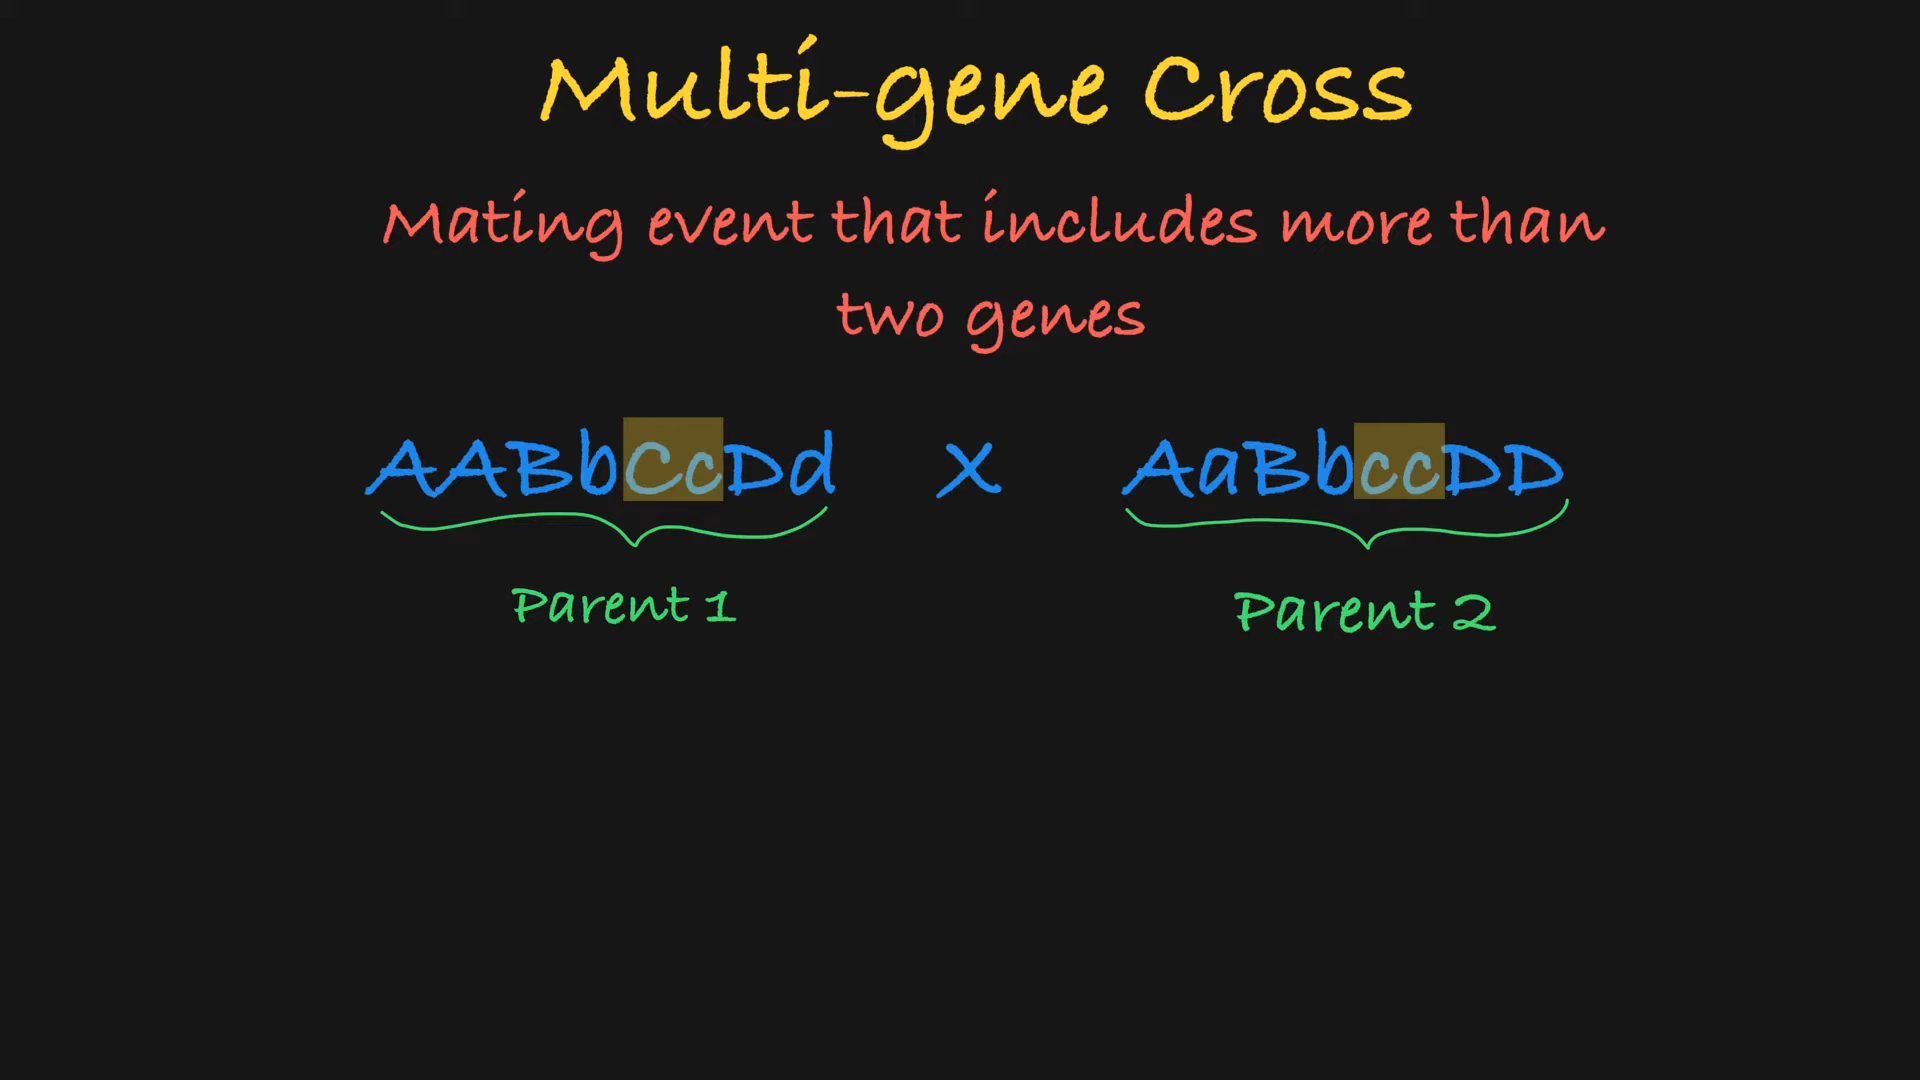 Multi-gene Cross
Mating event that includes more than
two genes
AABbCcDd X AaBbccDD
Parent 1 Parent 2